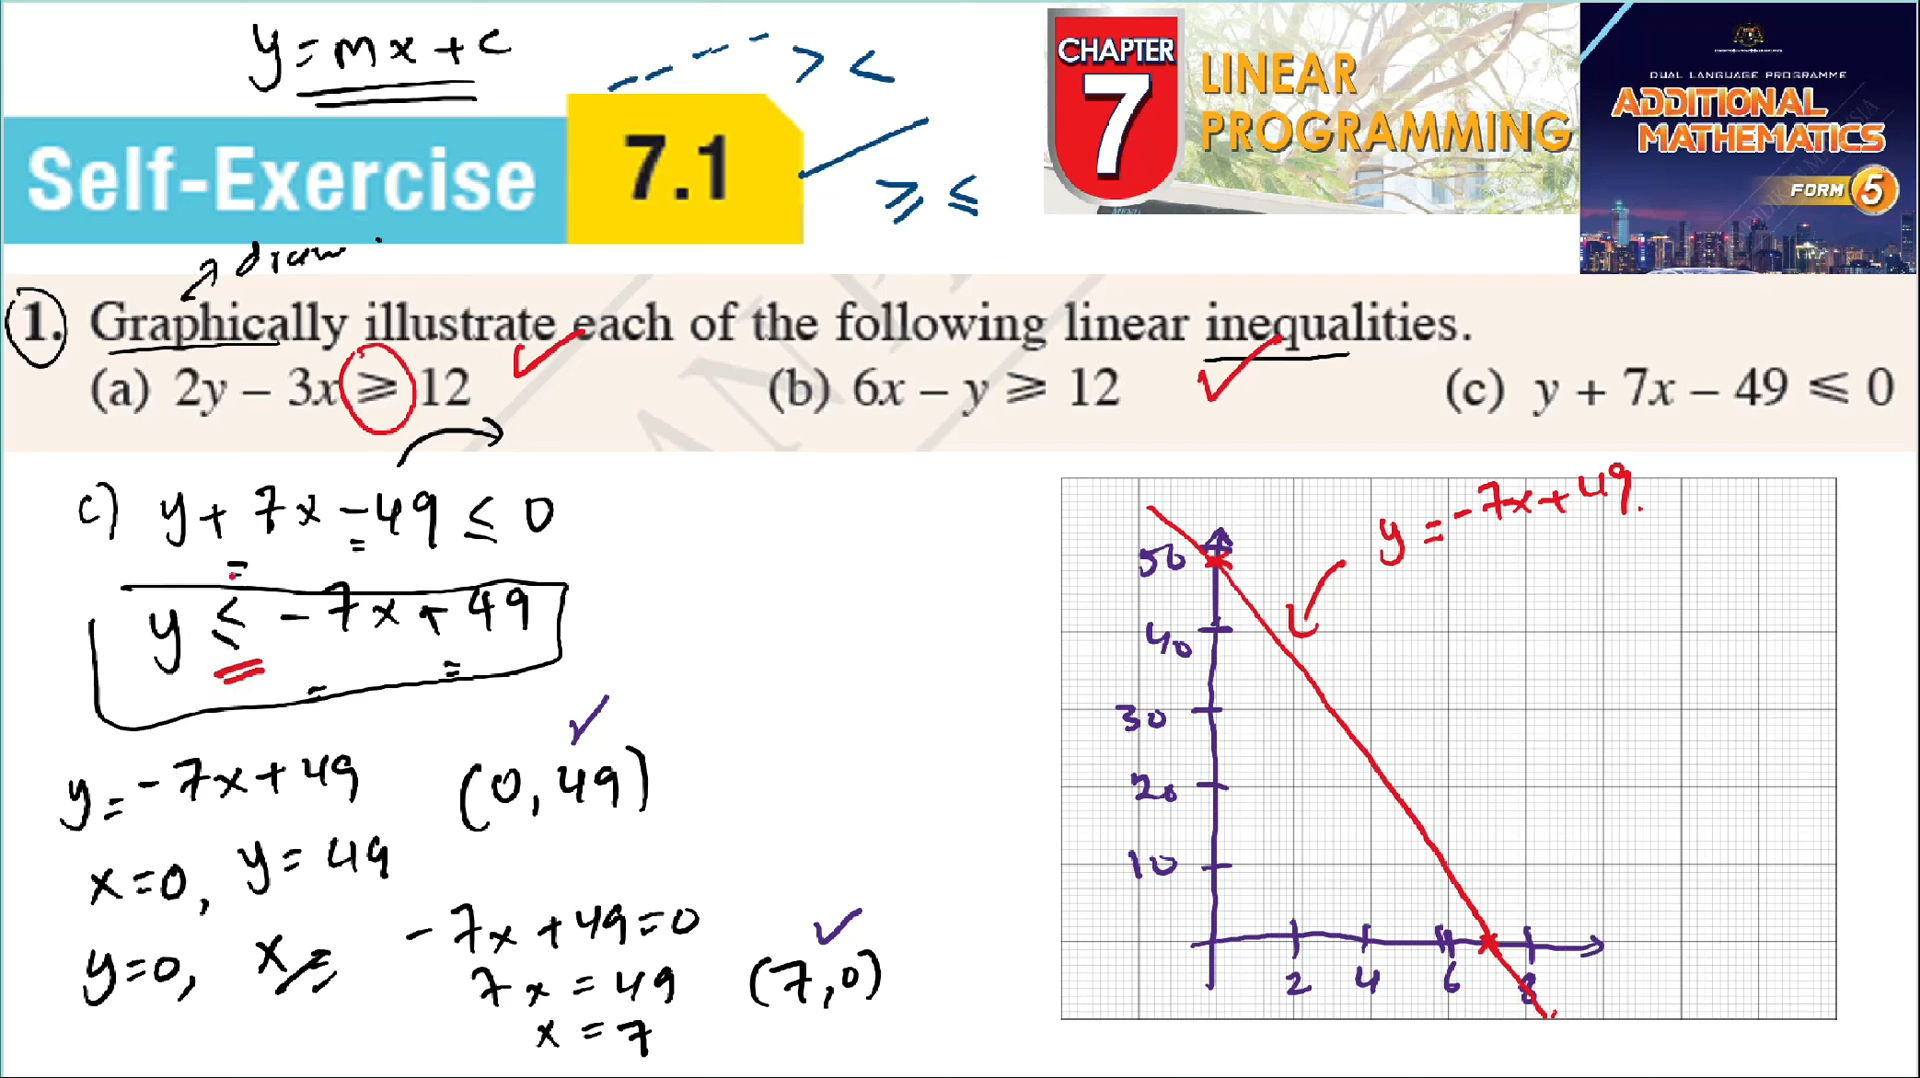 y = mx + c
> <
⩾ ≤
Self-Exercise 7.1
CHAPTER 7 LINEAR PROGRAMMING
DUAL LANGUAGE PROGRAMME
ADDITIONAL MATHEMATICS
FORM 5
draw
1. Graphically illustrate each of the following linear inequalities.
(a) 2y – 3x ⩾ 12 (b) 6x – y ⩾ 12 (c) y + 7x – 49 ⩽ 0
c) y + 7x - 49 ≤ 0
y ≤ - 7x + 49
y = - 7x + 49 (0, 49)
x = 0, y = 49
y = 0, x =
- 7x + 49 = 0
7x = 49 (7, 0)
x = 7
y = - 7x + 49.
50
40
30
20
10
2 4 6 8